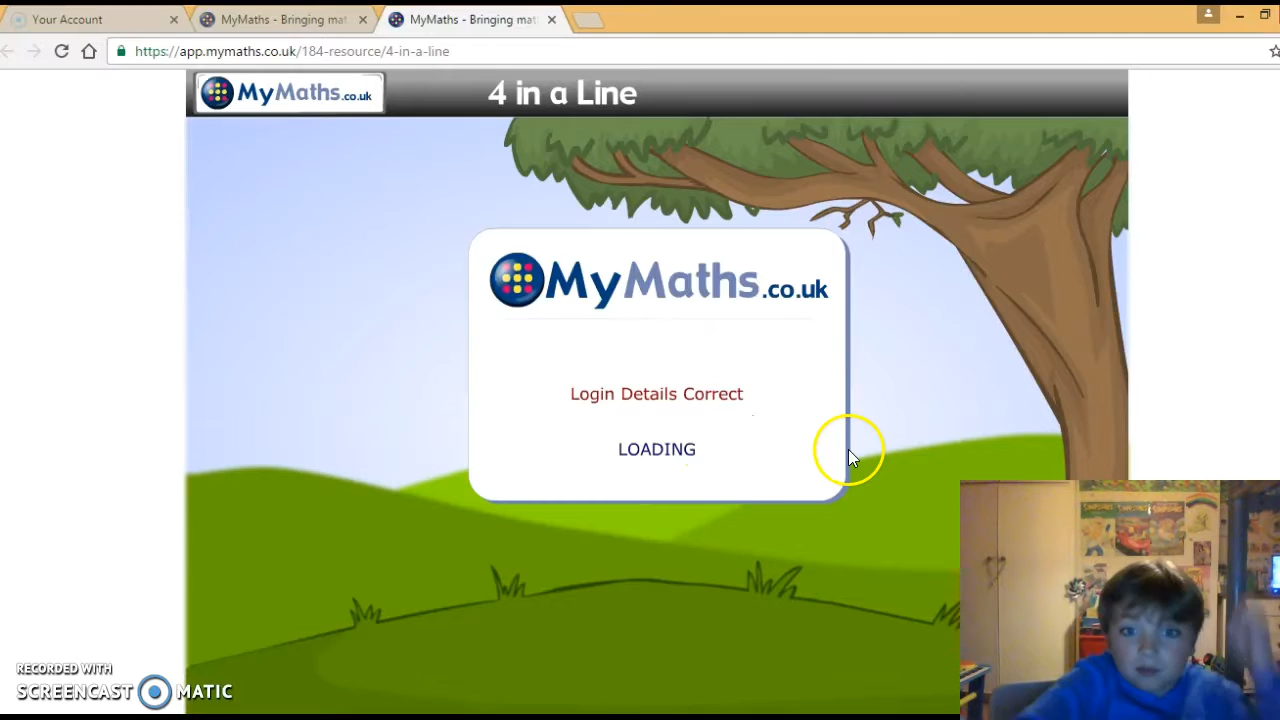 Your Account
MyMaths - Bringing mat
MyMaths - Bringing mat
https://app.mymaths.co.uk/184-resource/4-in-a-line
MyMaths.co.uk
4 in a Line
MyMaths.co.uk
Login Details Correct
LOADING
RECORDED WITH
SCREENCAST MATIC